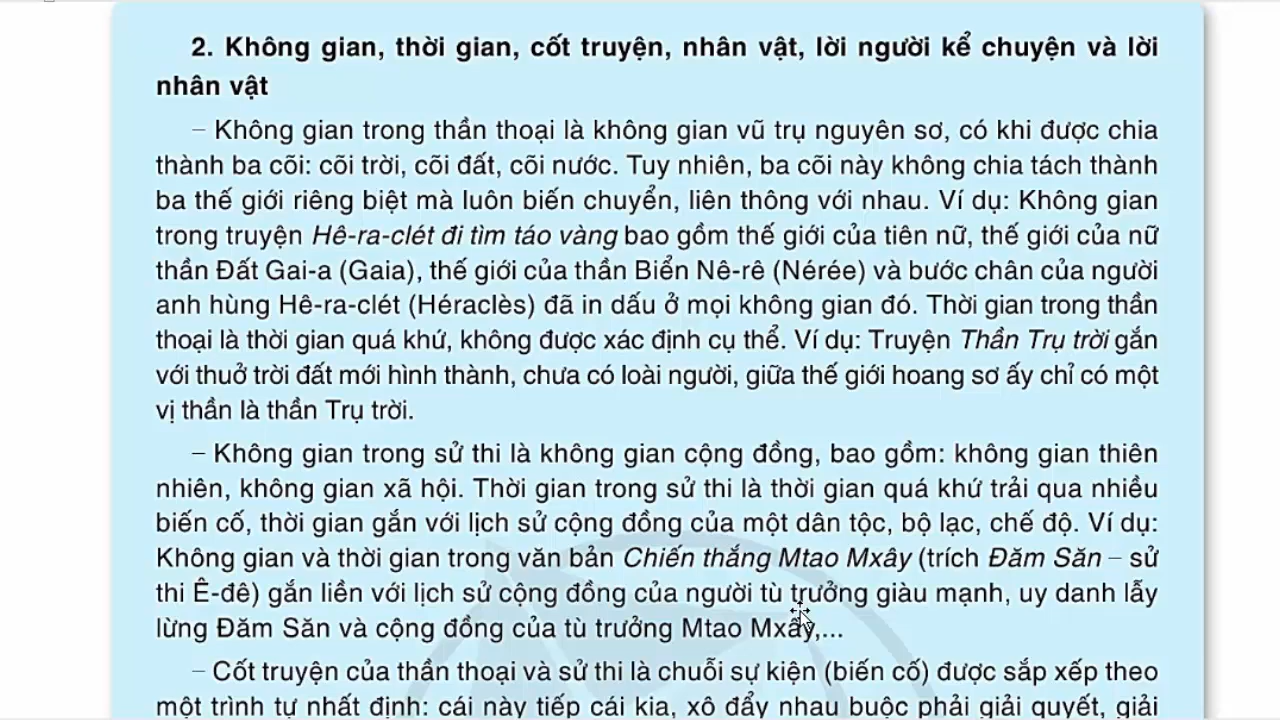 2. Không gian, thời gian, cốt truyện, nhân vật, lời người kể chuyện và lời
nhân vật
– Không gian trong thần thoại là không gian vũ trụ nguyên sơ, có khi được chia
thành ba cõi: cõi trời, cõi đất, cõi nước. Tuy nhiên, ba cõi này không chia tách thành
ba thế giới riêng biệt mà luôn biến chuyển, liên thông với nhau. Ví dụ: Không gian
trong truyện Hê-ra-clét đi tìm táo vàng bao gồm thế giới của tiên nữ, thế giới của nữ
thần Đất Gai-a (Gaia), thế giới của thần Biển Nê-rê (Nérée) và bước chân của người
anh hùng Hê-ra-clét (Héraclès) đã in dấu ở mọi không gian đó. Thời gian trong thần
thoại là thời gian quá khứ, không được xác định cụ thể. Ví dụ: Truyện Thần Trụ trời gắn
với thuở trời đất mới hình thành, chưa có loài người, giữa thế giới hoang sơ ấy chỉ có một
vị thần là thần Trụ trời.
– Không gian trong sử thi là không gian cộng đồng, bao gồm: không gian thiên
nhiên, không gian xã hội. Thời gian trong sử thi là thời gian quá khứ trải qua nhiều
biến cố, thời gian gắn với lịch sử cộng đồng của một dân tộc, bộ lạc, chế độ. Ví dụ:
Không gian và thời gian trong văn bản Chiến thắng Mtao Mxây (trích Đăm Săn – sử
thi Ê-đê) gắn liền với lịch sử cộng đồng của người tù trưởng giàu mạnh, uy danh lẫy
lừng Đăm Săn và cộng đồng của tù trưởng Mtao Mxây,...
– Cốt truyện của thần thoại và sử thi là chuỗi sự kiện (biến cố) được sắp xếp theo
một trình tự nhất định: cái này tiếp cái kia, xô đẩy nhau buộc phải giải quyết, giải